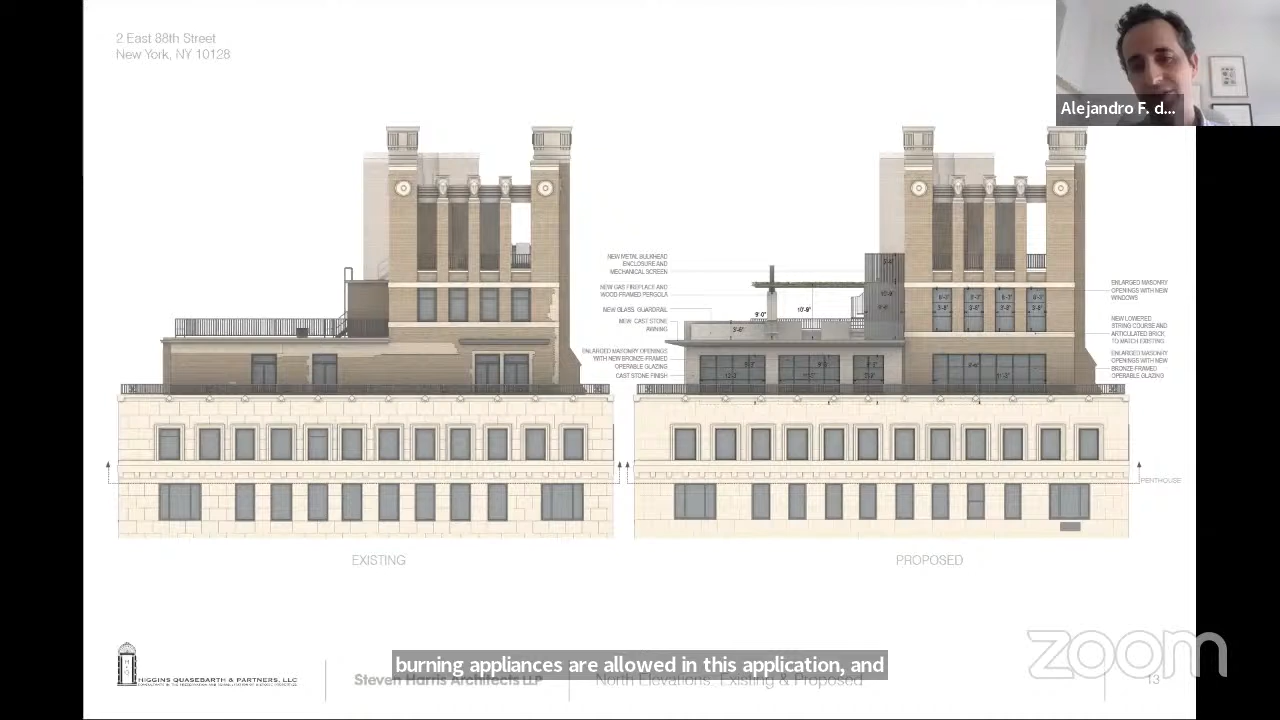 2 East 88th Street
New York, NY 10128
Alejandro F. d...
NEW METAL BULKHEAD
ENCLOSURE AND
MECHANICAL SCREEN
NEW GAS FIREPLACE AND
WOOD-FRAMED PERGOLA
NEW GLASS GUARDRAIL
NEW CAST STONE
AWNING
ENLARGED MASONRY OPENINGS
WITH NEW BRONZE-FRAMED
OPERABLE GLAZING
CAST STONE FINISH
9'-0"
ENLARGED MASONRY
OPENINGS WITH NEW
WINDOWS
NEW LOWERED
STRING COURSE AND
ARTICULATED BRICK,
TO MATCH EXISTING
ENLARGED MASONRY
OPENINGS WITH NEW
BRONZE-FRAMED
OPERABLE GLAZING
PENTHOUSE
EXISTING
PROPOSED
burning appliances are allowed in this application, and
HIGGINS QUASEBARTH & PARTNERS, LLC
Steven Harris Architects LLP
North Elevations: Existing & Proposed
13
zoom